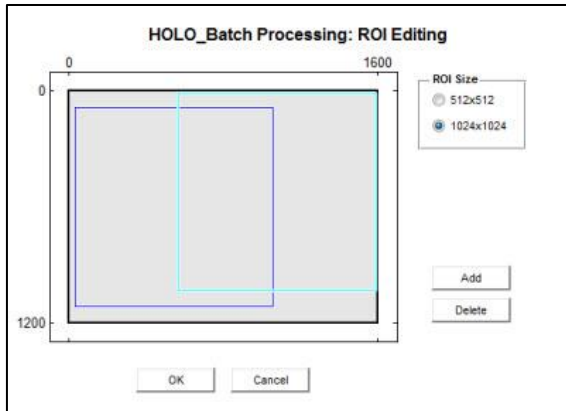 HOLO_Batch Processing: ROI Editing
0
1600
0
1200
ROI Size
512x512
1024x1024
Add
Delete
OK
Cancel